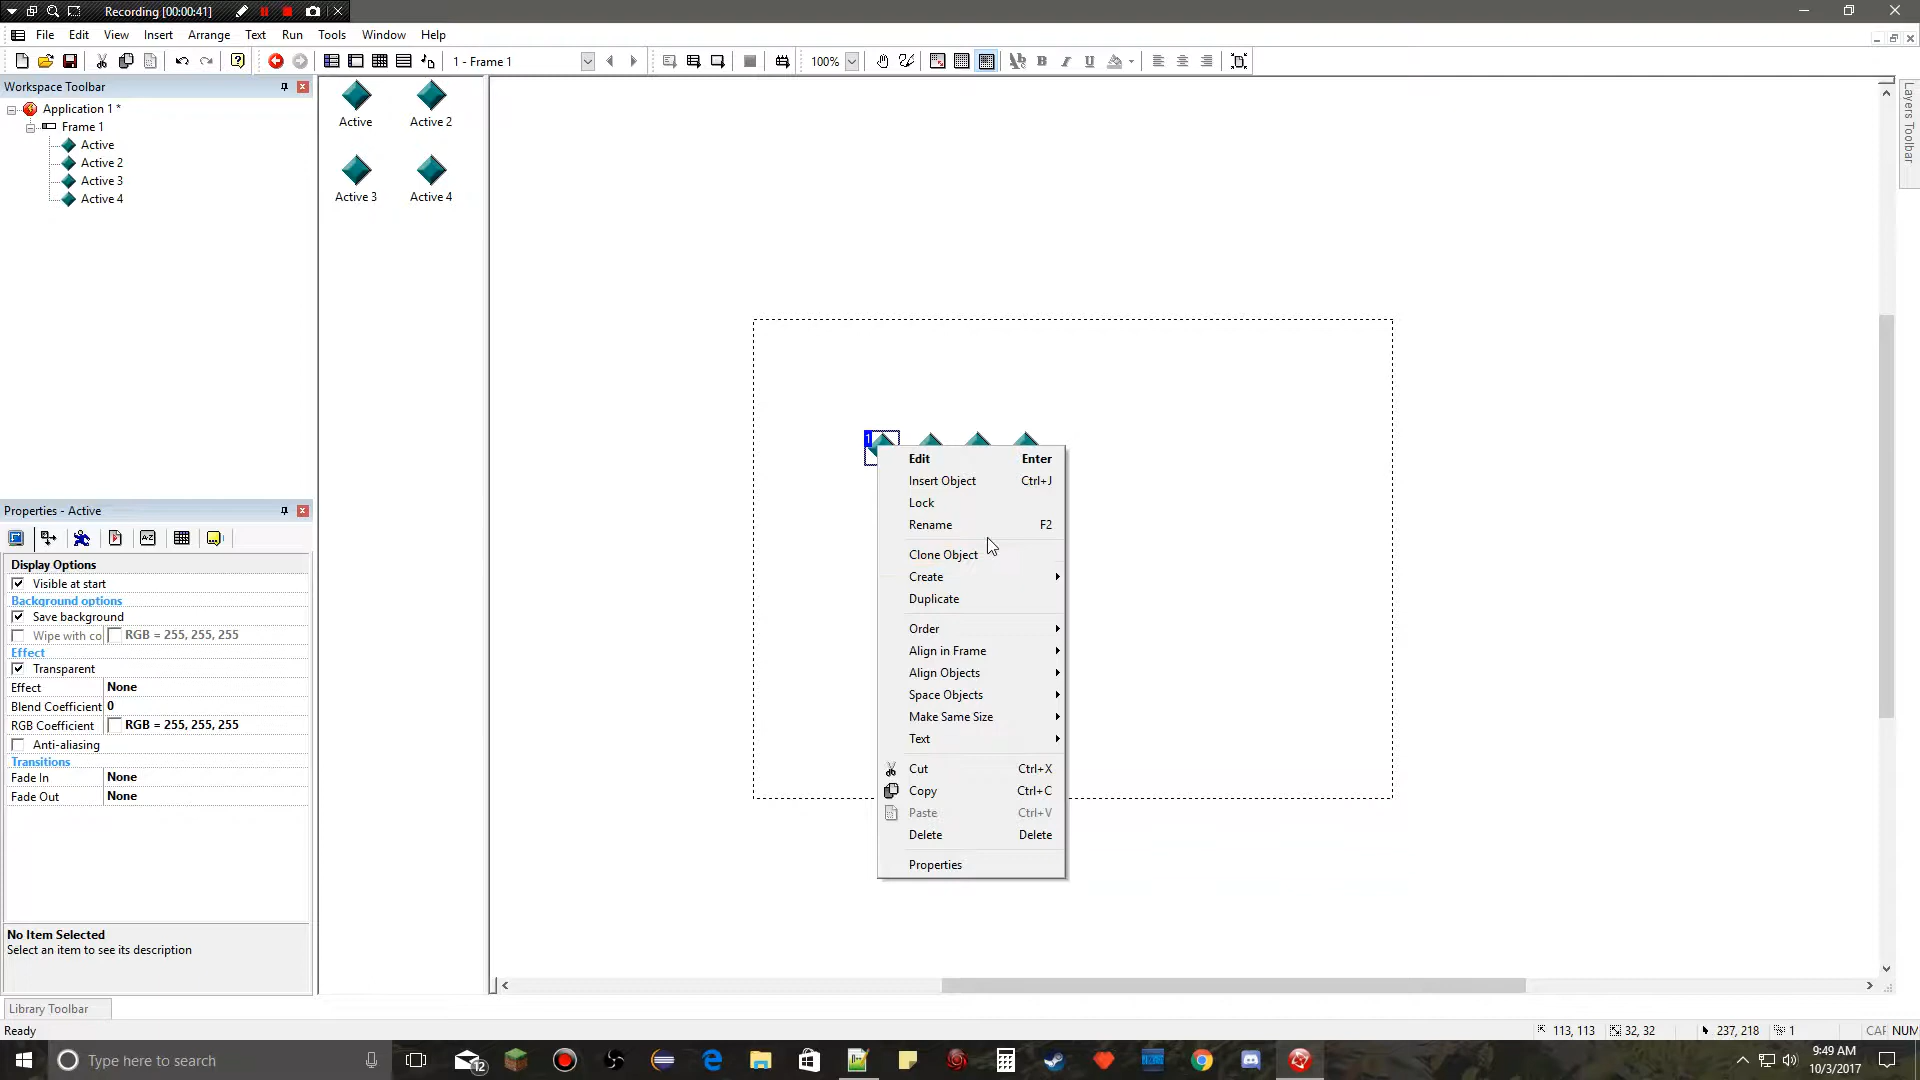 Recording [00:00:41]
File Edit View Insert Arrange Text Run Tools Window Help
1 - Frame 1
100%
B I U
Workspace Toolbar
Application 1 *
Frame 1
Active
Active 2
Active 3
Active 4
Active Active 2
Active 3 Active 4
Layers Toolbar
1
Edit Enter
Insert Object Ctrl+J
Lock
Rename F2
Clone Object
Create
Duplicate
Order
Align in Frame
Align Objects
Space Objects
Make Same Size
Text
Cut Ctrl+X
Copy Ctrl+C
Paste Ctrl+V
Delete Delete
Properties
Properties - Active
Display Options
Visible at start
Background options
Save background
Wipe with co RGB = 255, 255, 255
Effect
Transparent
Effect None
Blend Coefficient 0
RGB Coefficient RGB = 255, 255, 255
Anti-aliasing
Transitions
Fade In None
Fade Out None
No Item Selected
Select an item to see its description
Library Toolbar
Ready
113, 113 32, 32 237, 218 1 CAP NUM
Type here to search
12
9:49 AM
10/3/2017